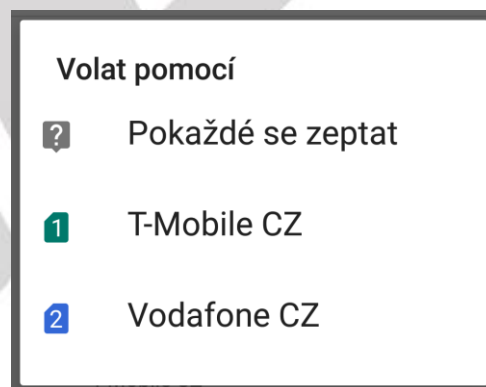 Volat pomocí
? Pokaždé se zeptat
1 T-Mobile CZ
2 Vodafone CZ